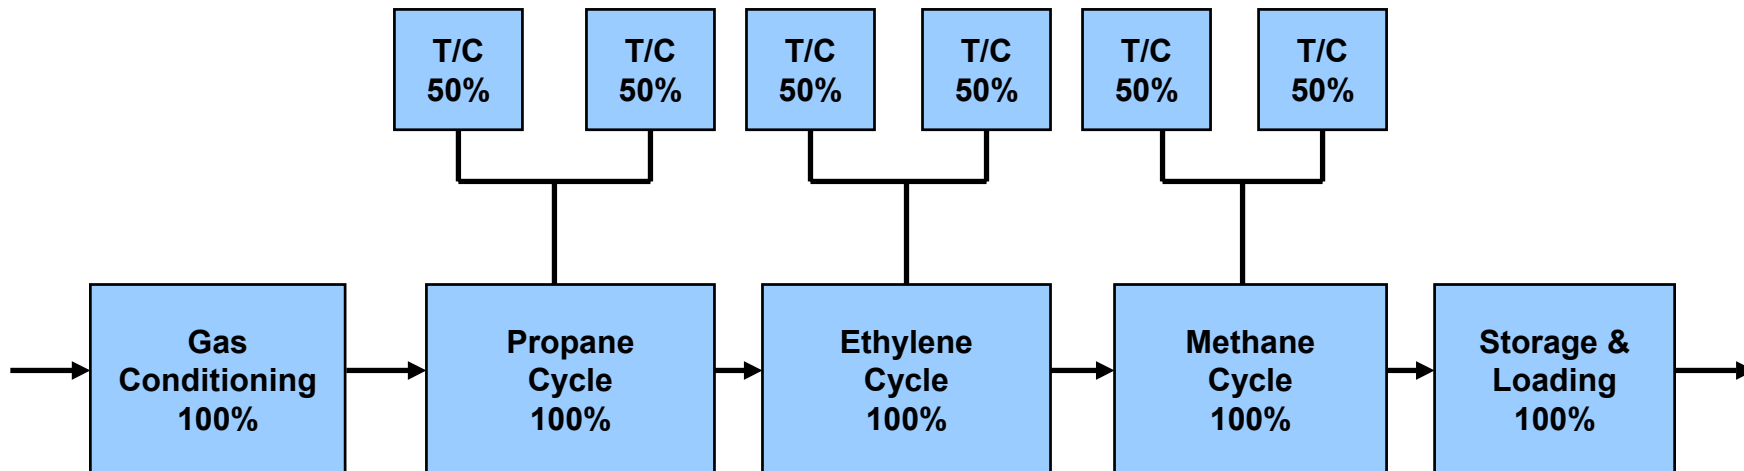 T/C
50%
T/C
50%
T/C
50%
T/C
50%
T/C
50%
T/C
50%
Gas
Conditioning
100%
Propane
Cycle
100%
Ethylene
Cycle
100%
Methane
Cycle
100%
Storage &
Loading
100%